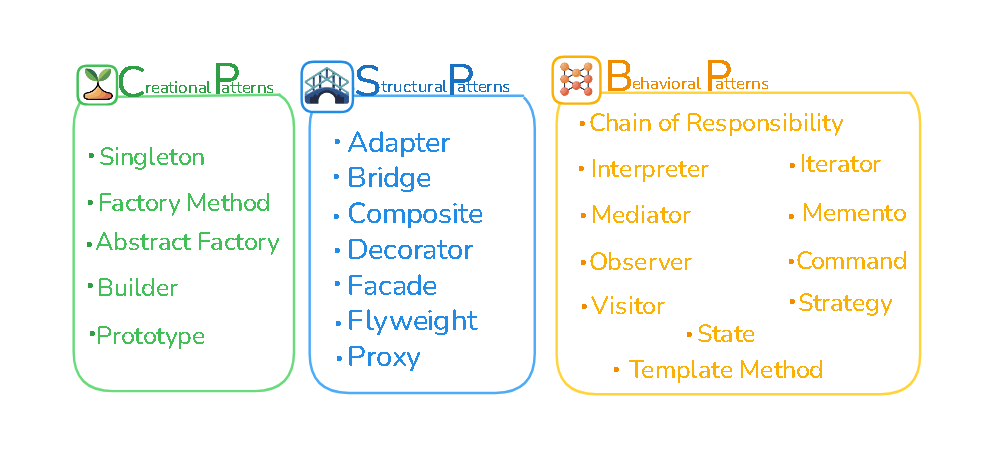 Creational Patterns
• Singleton
• Factory Method
• Abstract Factory
• Builder
• Prototype
Structural Patterns
• Adapter
• Bridge
• Composite
• Decorator
• Facade
• Flyweight
• Proxy
Behavioral Patterns
• Chain of Responsibility
• Interpreter
• Iterator
• Mediator
• Memento
• Observer
• Command
• Visitor
• Strategy
• State
• Template Method